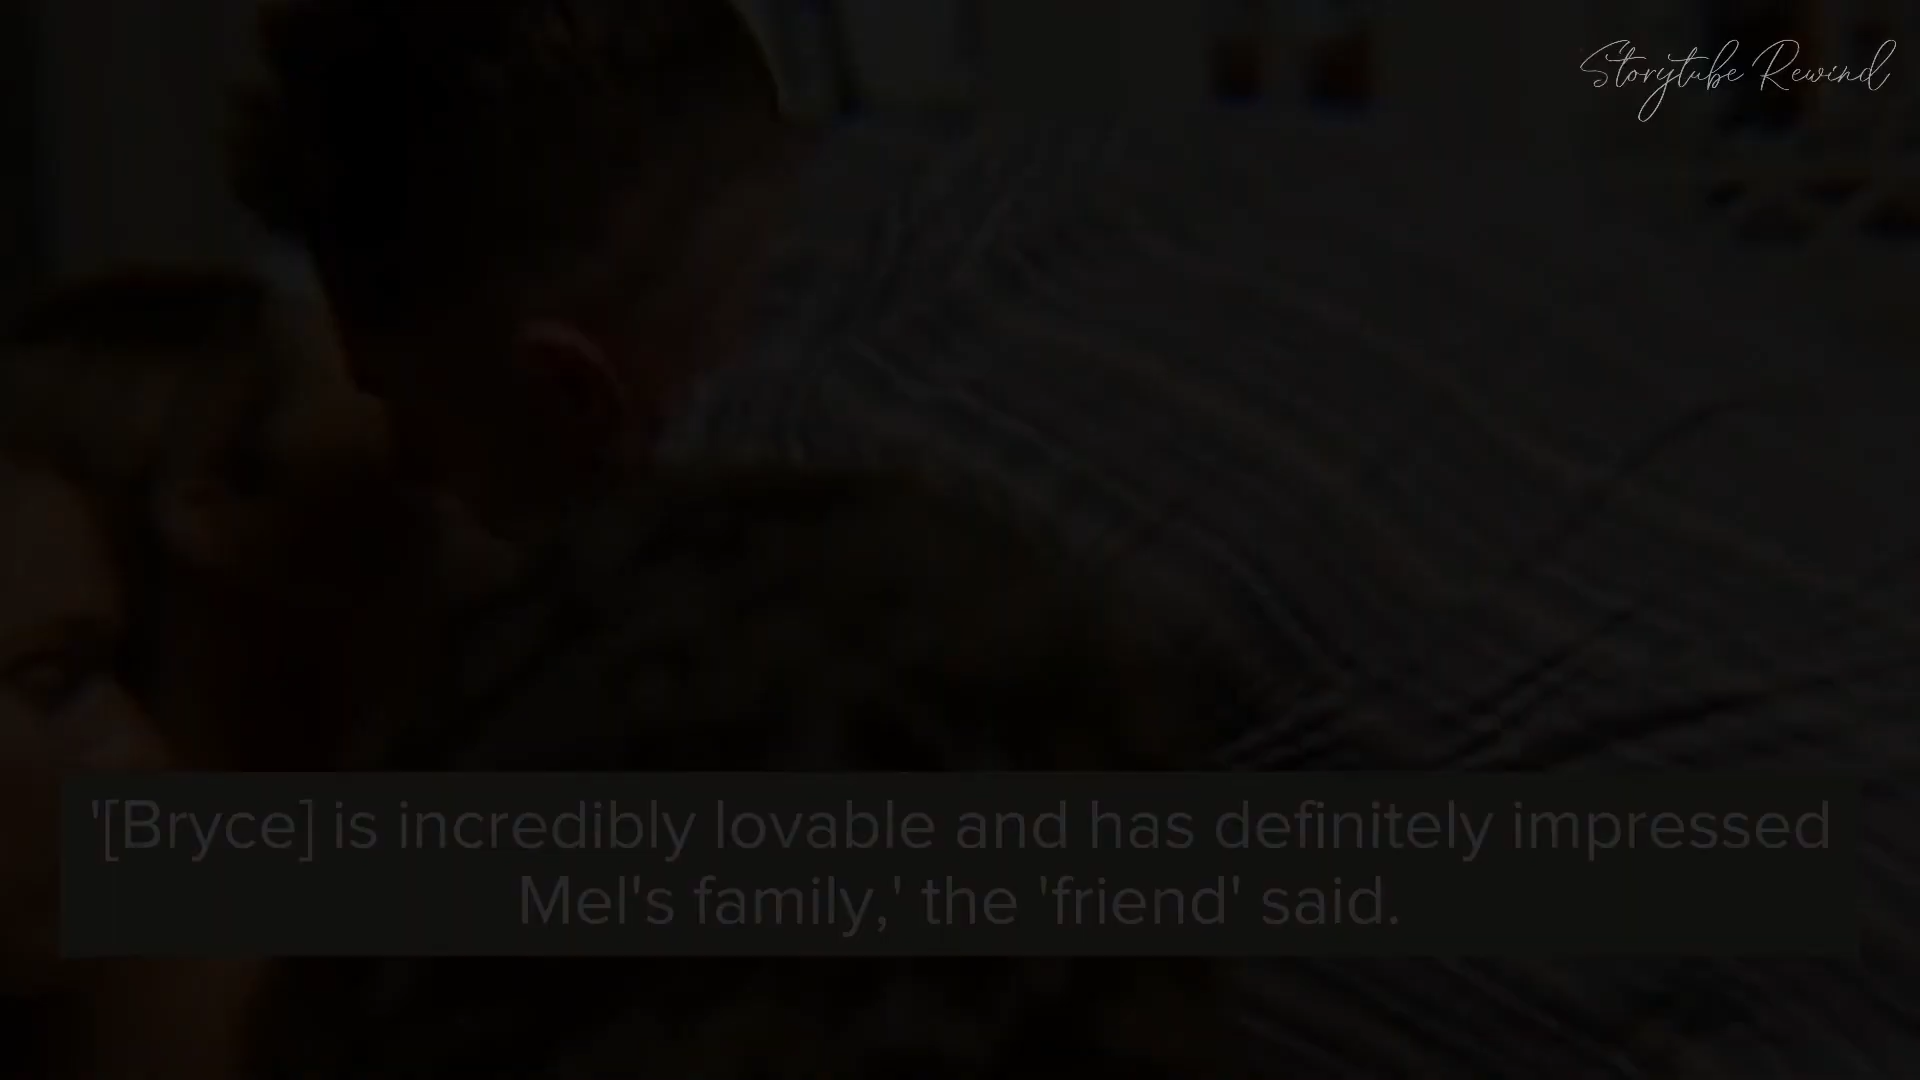 Storytube Rewind
'[Bryce] is incredibly lovable and has definitely impressed
Mel's family,' the 'friend' said.